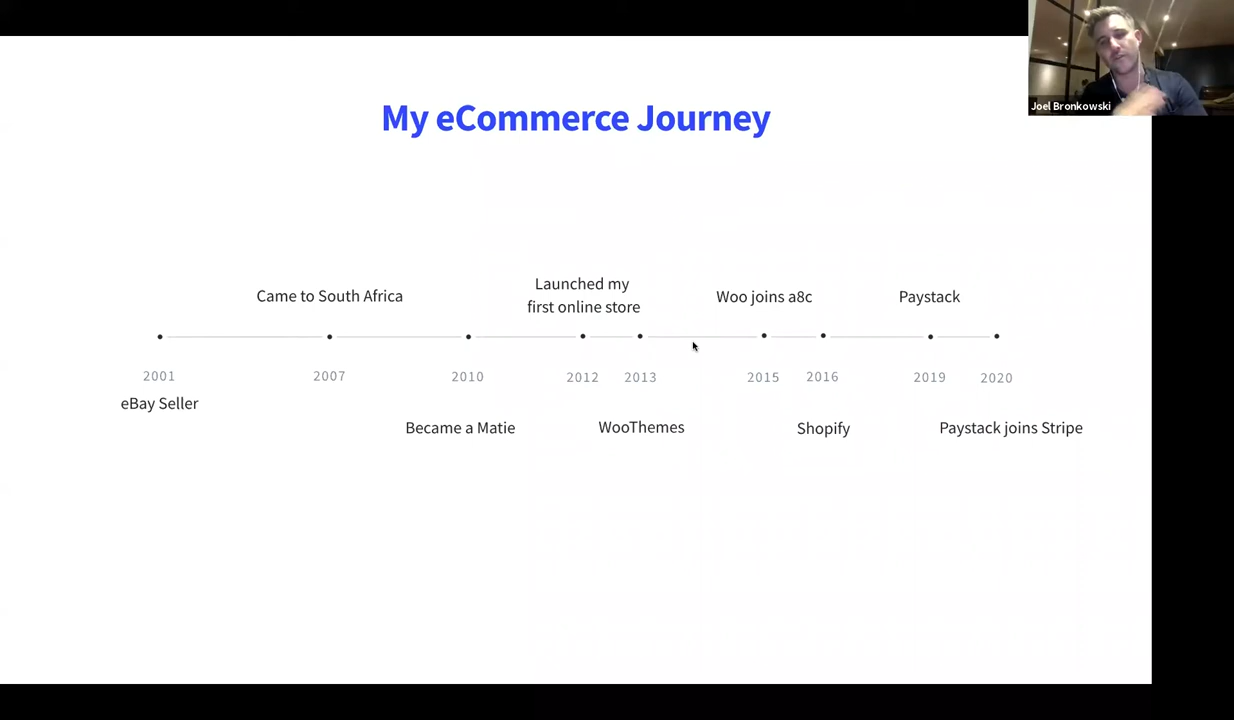 Joel Bronkowski
My eCommerce Journey
Launched my
first online store
Came to South Africa
Woo joins a8c
Paystack
2001
2007
2010
2012
2013
2015
2016
2019
2020
eBay Seller
Became a Matie
WooThemes
Shopify
Paystack joins Stripe